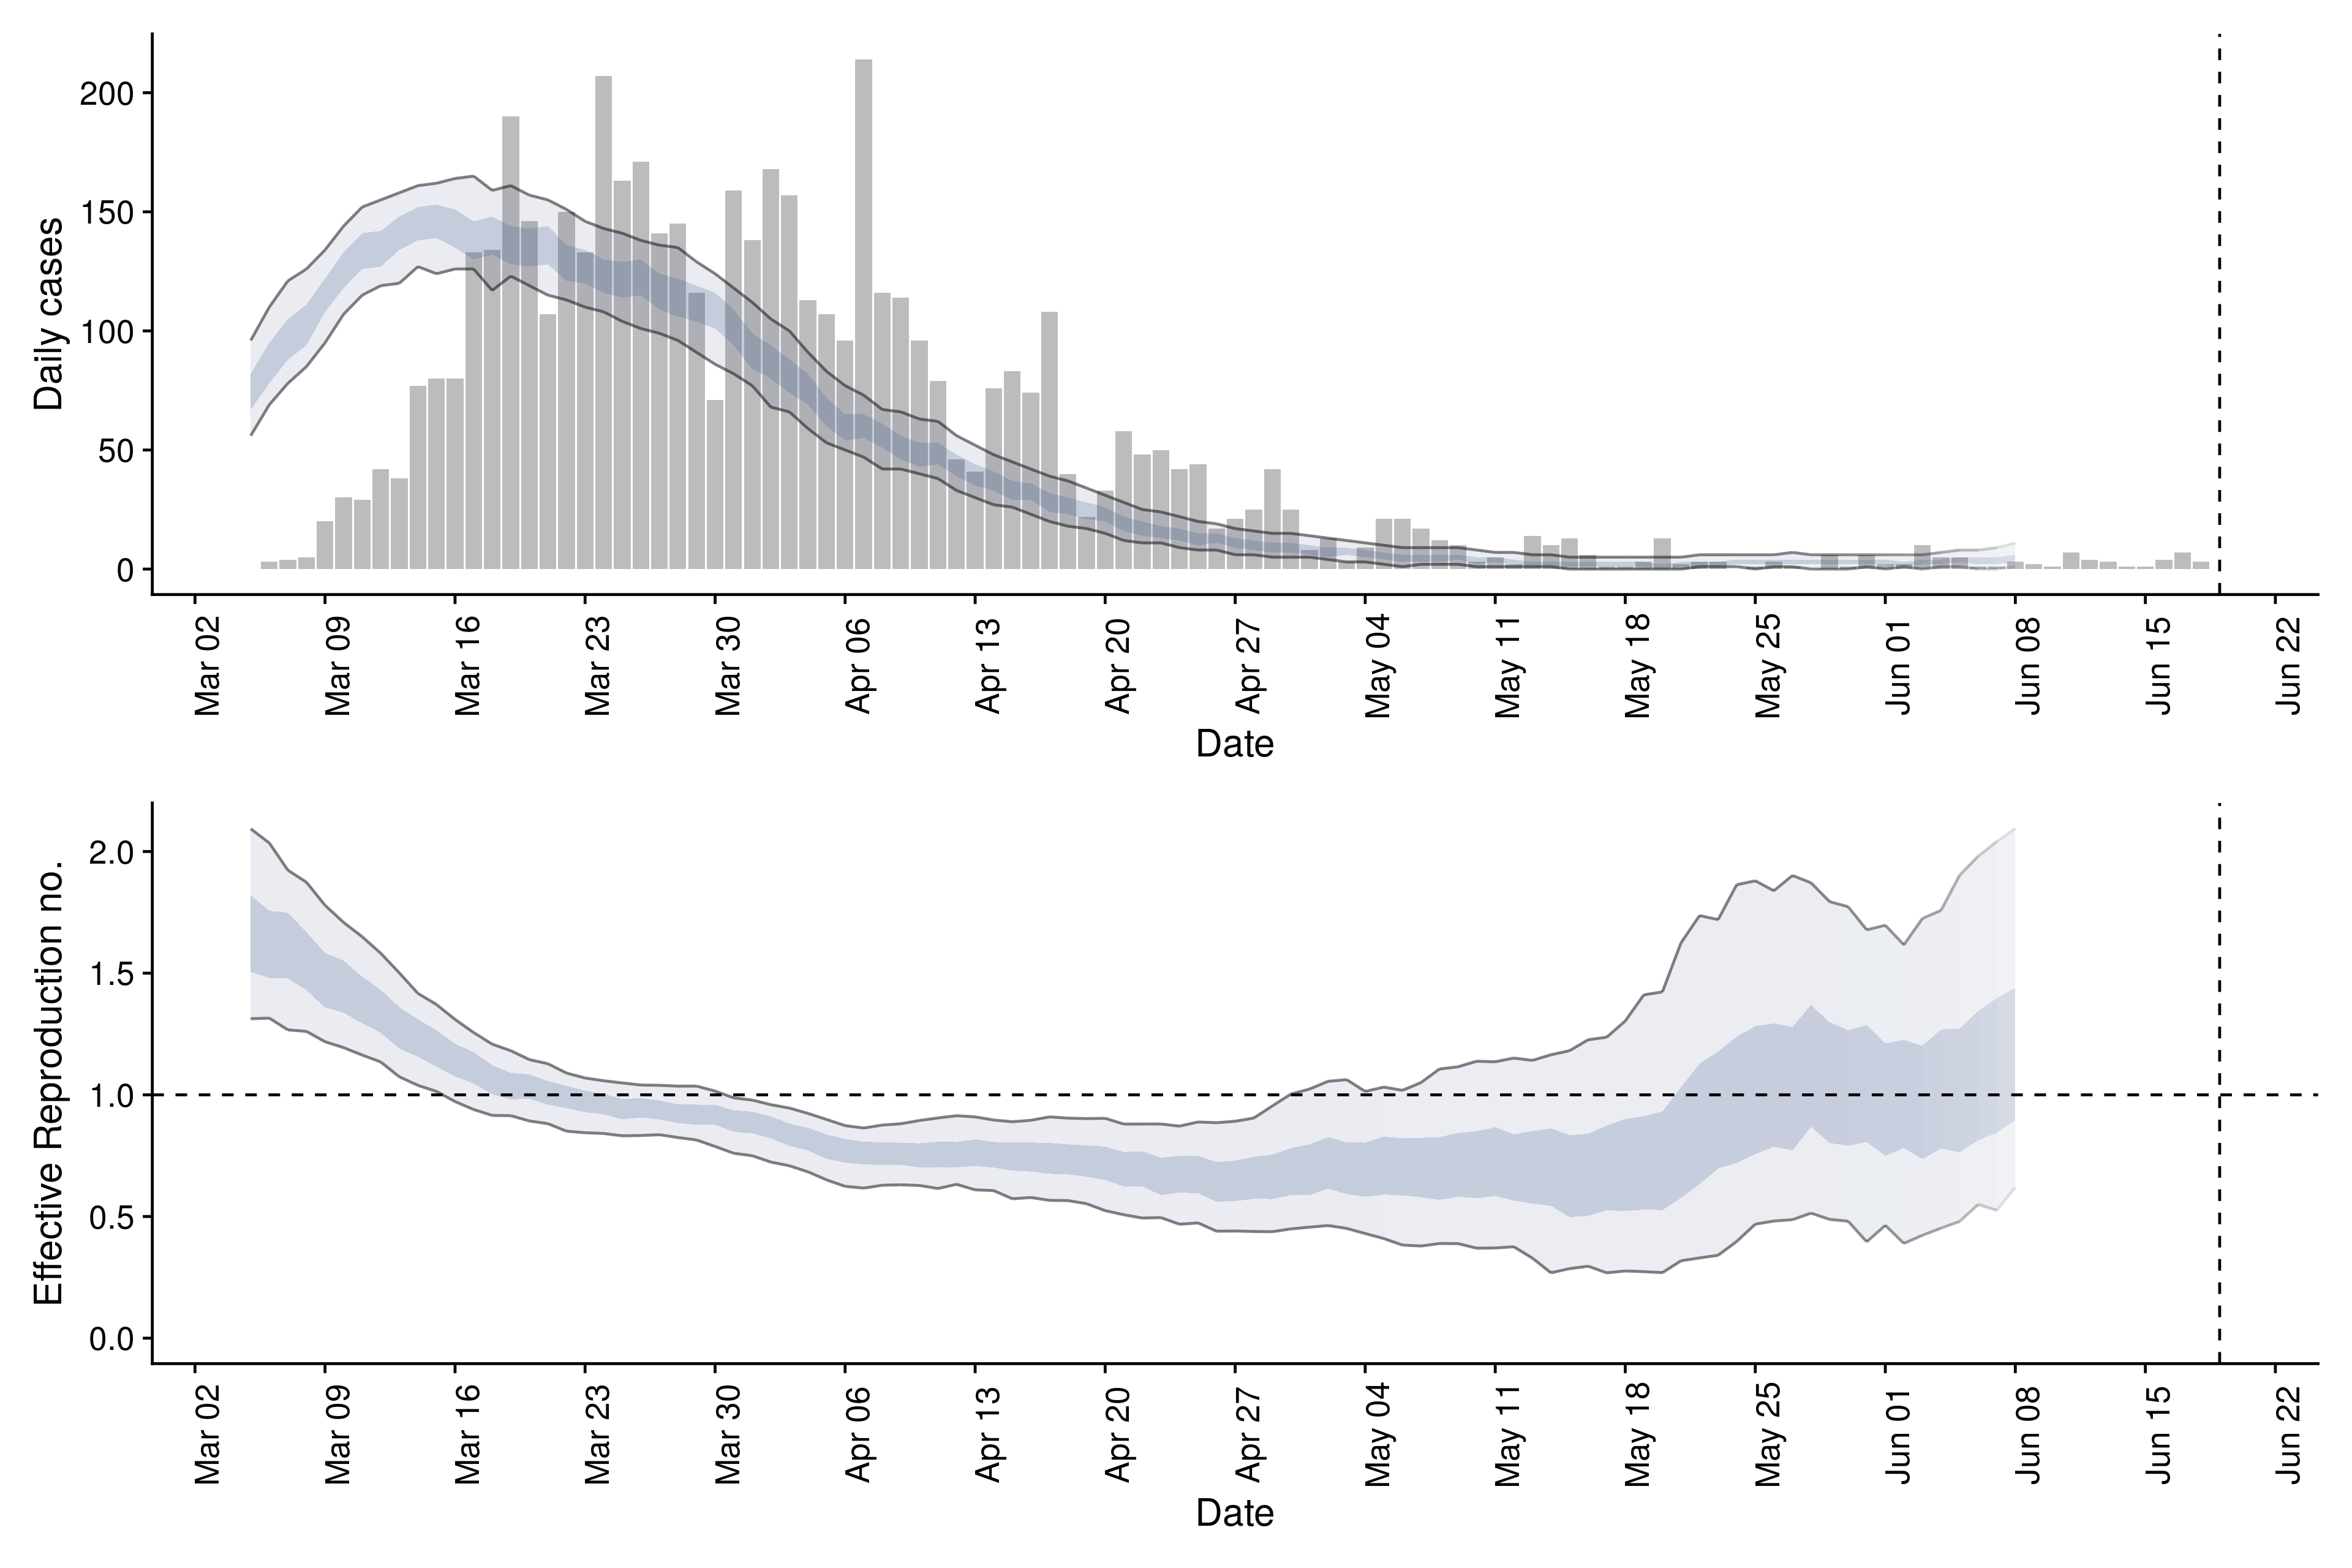 Daily cases
200
150
100
50
0
Mar 02
Mar 09
Mar 16
Mar 23
Mar 30
Apr 06
Apr 13
Apr 20
Apr 27
May 04
May 11
May 18
May 25
Jun 01
Jun 08
Jun 15
Jun 22
Date
Effective Reproduction no.
2.0
1.5
1.0
0.5
0.0
Mar 02
Mar 09
Mar 16
Mar 23
Mar 30
Apr 06
Apr 13
Apr 20
Apr 27
May 04
May 11
May 18
May 25
Jun 01
Jun 08
Jun 15
Jun 22
Date